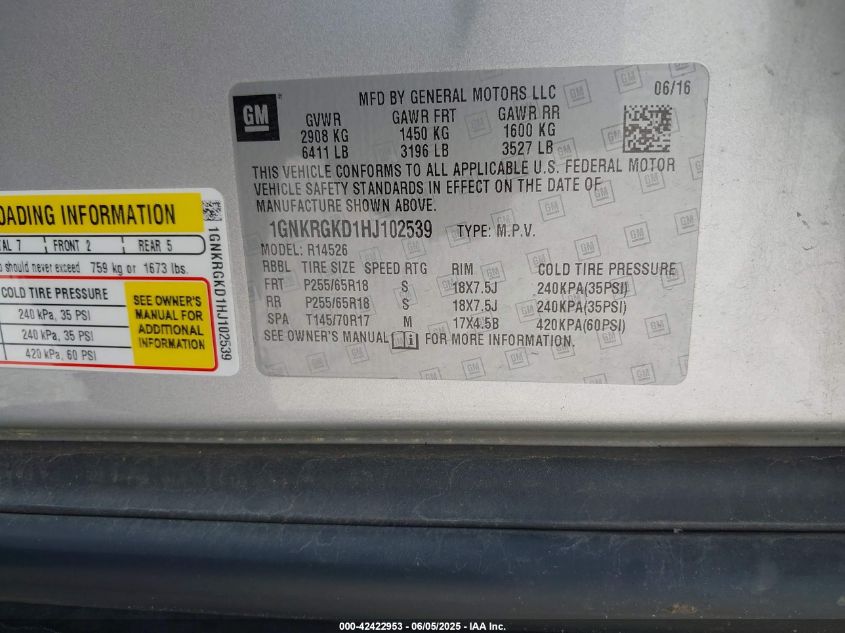 GM
MFD BY GENERAL MOTORS LLC 06/16
GVWR GAWR FRT GAWR RR
2908 KG 1450 KG 1600 KG
6411 LB 3196 LB 3527 LB
THIS VEHICLE CONFORMS TO ALL APPLICABLE U.S. FEDERAL MOTOR
VEHICLE SAFETY STANDARDS IN EFFECT ON THE DATE OF
MANUFACTURE SHOWN ABOVE.
1GNKRGKD1HJ102539 TYPE: M.P.V.
MODEL: R14526
RBBL TIRE SIZE SPEED RTG RIM COLD TIRE PRESSURE
FRT P255/65R18 S 18X7.5J 240KPA(35PSI)
RR P255/65R18 S 18X7.5J 240KPA(35PSI)
SPA T145/70R17 M 17X4.5B 420KPA(60PSI)
SEE OWNER'S MANUAL i FOR MORE INFORMATION.
OADING INFORMATION
AL 7 FRONT 2 REAR 5
should never exceed 759 kg or 1673 lbs.
COLD TIRE PRESSURE
240 kPa, 35 PSI
240 kPa, 35 PSI
420 kPa, 60 PSI
SEE OWNER'S
MANUAL FOR
ADDITIONAL
INFORMATION
1GNKRGKD1HJ102539
000-42422953 - 06/05/2025 - IAA Inc.